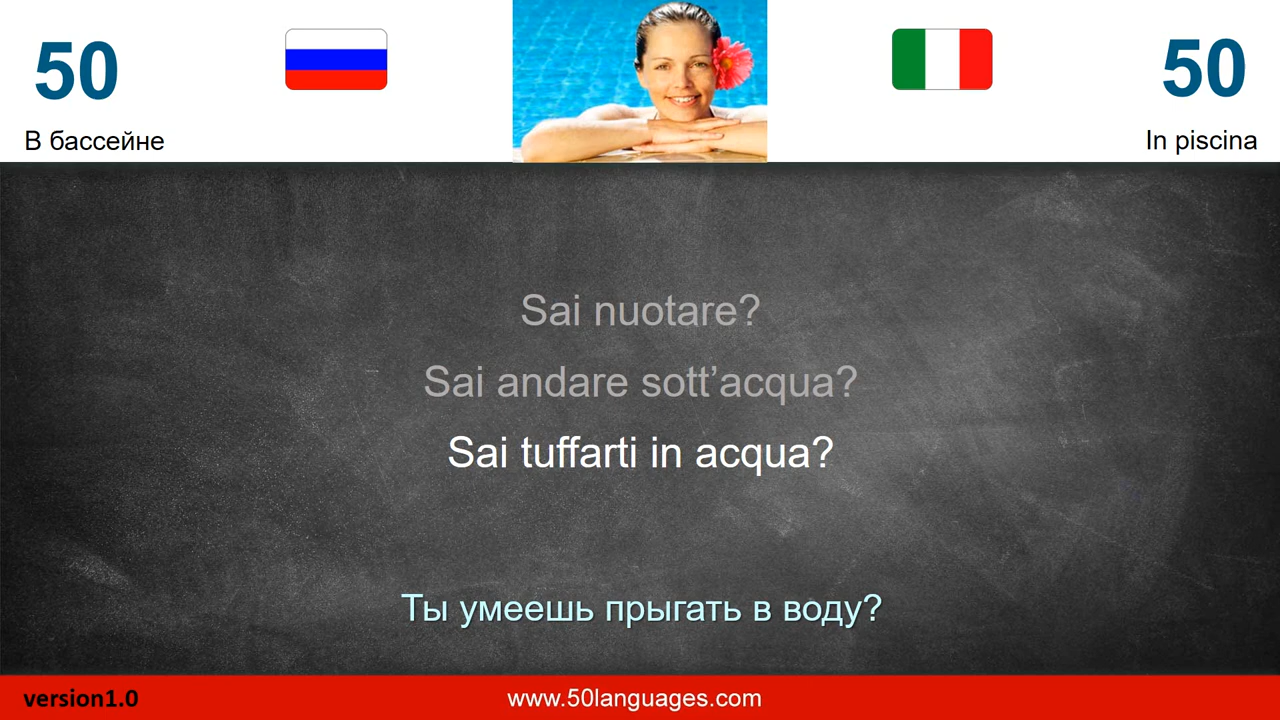 50
50
В бассейне
In piscina
Sai nuotare?
Sai andare sott’acqua?
Sai tuffarti in acqua?
Ты умеешь прыгать в воду?
version1.0
www.50languages.com